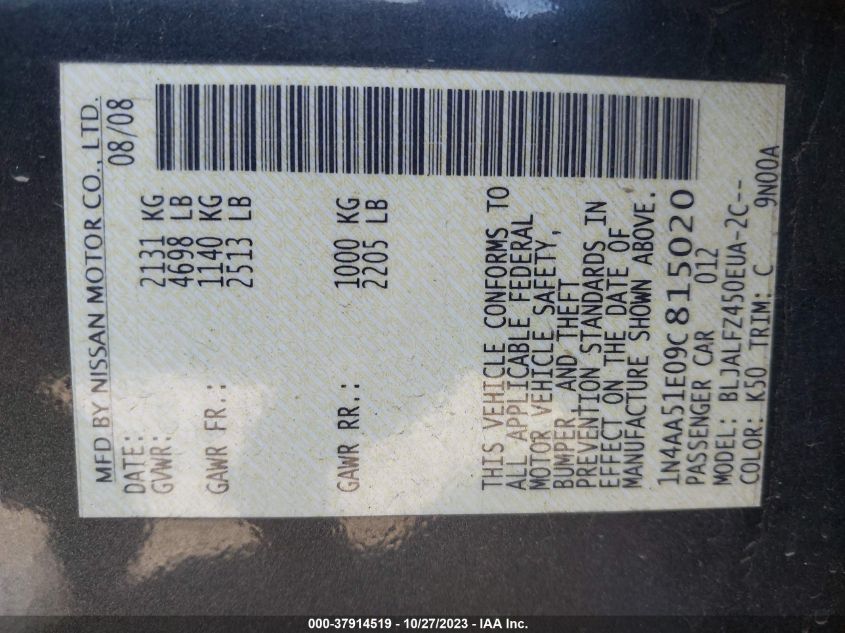 MFD BY NISSAN MOTOR CO., LTD.
DATE: 08/08
GVWR: 2131 KG
4698 LB
GAWR FR.: 1140 KG
2513 LB
GAWR RR.: 1000 KG
2205 LB
THIS VEHICLE CONFORMS TO
ALL APPLICABLE FEDERAL
MOTOR VEHICLE SAFETY,
BUMPER AND THEFT
PREVENTION STANDARDS IN
EFFECT ON THE DATE OF
MANUFACTURE SHOWN ABOVE.
1N4AA51E09C815020
PASSENGER CAR 012
MODEL: BLJALFZ450EUA-2C--
COLOR: K50 TRIM: C 9N00A
000-37914519 - 10/27/2023 - IAA Inc.